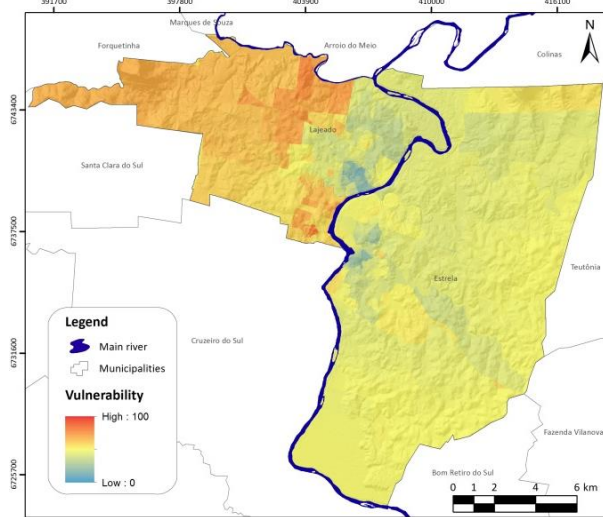 391700 397800 403900 410000 416100
Marques de Souza
Forquetinha
Arroio do Meio
Colinas
N
6743400
Lajeado
Santa Clara do Sul
6737500
Estrela
Teutônia
Legend
Main river
Municipalities
Cruzeiro do Sul
6731600
Vulnerability
High : 100
Low : 0
Fazenda Vilanova
Bom Retiro do Sul
6725700
0 1 2 4 6 km